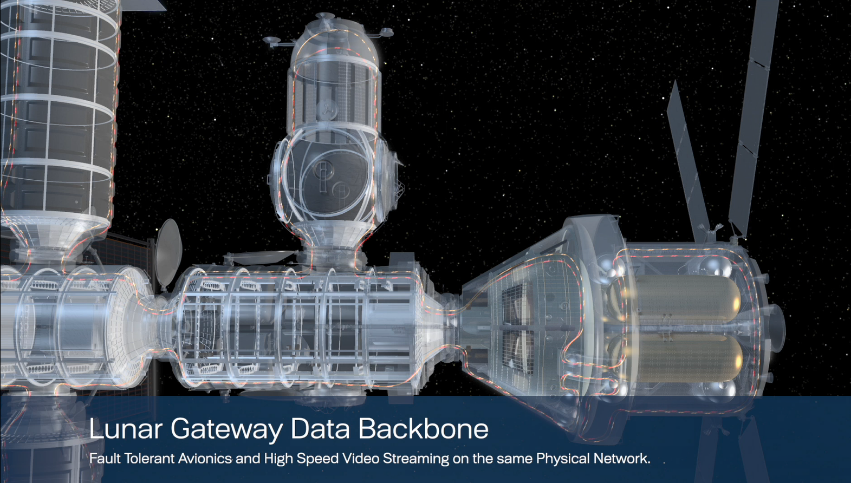 Lunar Gateway Data Backbone
Fault Tolerant Avionics and High Speed Video Streaming on the same Physical Network.